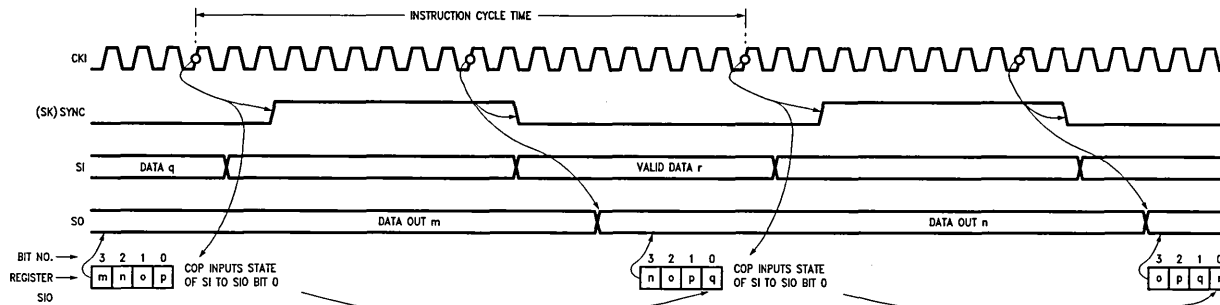 INSTRUCTION CYCLE TIME
CKI
(SK) SYNC
SI DATA q VALID DATA r
SO DATA OUT m DATA OUT n
BIT NO. 3 2 1 0 3 2 1 0 3 2 1 0
REGISTER m n o p n o p q o p q
SIO
COP INPUTS STATE
OF SI TO SIO BIT 0
COP INPUTS STATE
OF SI TO SIO BIT 0